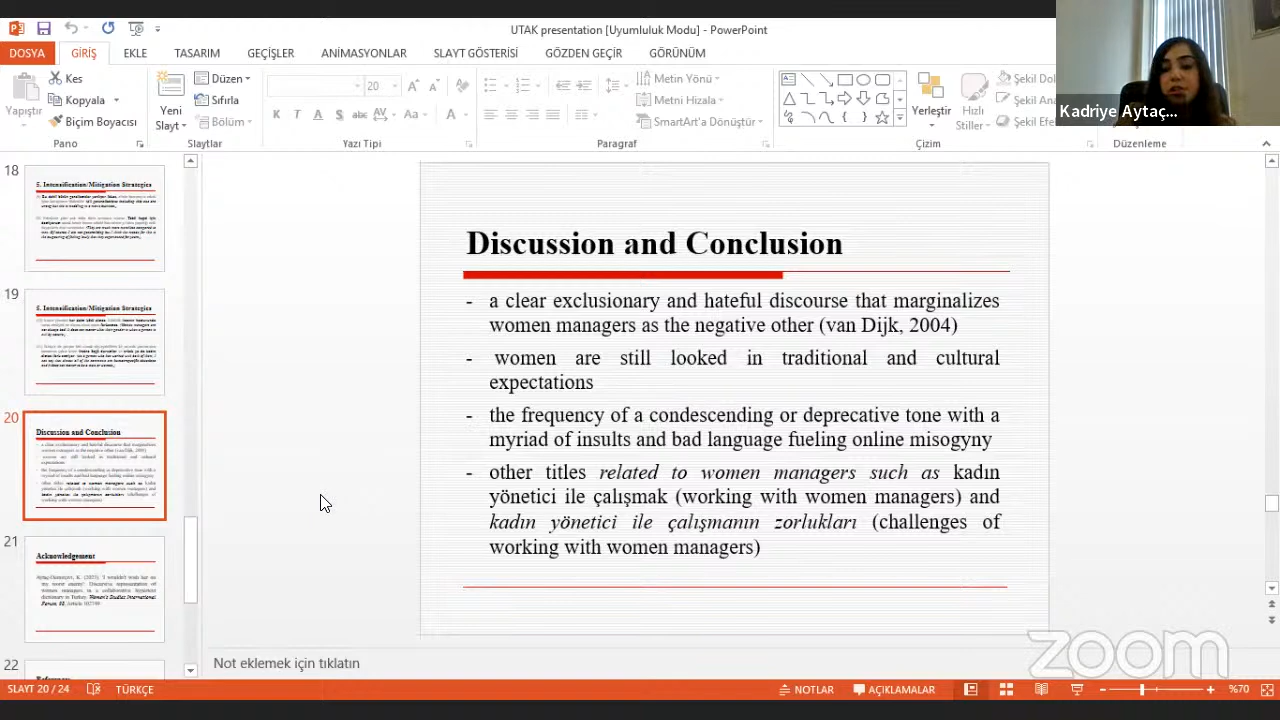 UTAK presentation [Uyumluluk Modu] - PowerPoint
DOSYA GİRİŞ EKLE TASARIM GEÇİŞLER ANİMASYONLAR SLAYT GÖSTERİSİ GÖZDEN GEÇİR GÖRÜNÜM
Yapıştır
Kes
Kopyala
Biçim Boyacısı
Pano
Yeni
Slayt
Düzen
Sıfırla
Bölüm
Slaytlar
20
Yazı Tipi
Metin Yönü
Metni Hizala
SmartArt'a Dönüştür
Paragraf
Yerleştir
Hızlı
Stiller
Şekil Dol
Şekil Ana
Şekil Efe
Çizim
Düzenleme
Kadriye Aytaç...
18
5. Intensification/Mitigation Strategies
19
5. Intensification/Mitigation Strategies
20
Discussion and Conclusion
21
Acknowledgement
22
Discussion and Conclusion
- a clear exclusionary and hateful discourse that marginalizes
women managers as the negative other (van Dijk, 2004)
- women are still looked in traditional and cultural
expectations
- the frequency of a condescending or deprecative tone with a
myriad of insults and bad language fueling online misogyny
- other titles related to women managers such as kadın
yönetici ile çalışmak (working with women managers) and
kadın yönetici ile çalışmanın zorlukları (challenges of
working with women managers)
Not eklemek için tıklatın
zoom
SLAYT 20 / 24 TÜRKÇE NOTLAR AÇIKLAMALAR %70